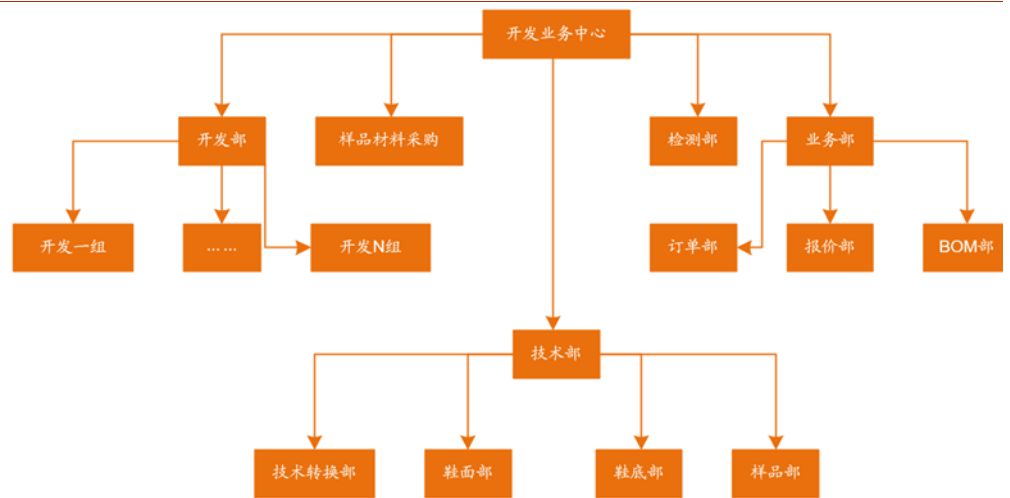 开发业务中心
开发部
样品材料采购
检测部
业务部
开发一组
... ...
开发N组
订单部
报价部
BOM部
技术部
技术转换部
鞋面部
鞋底部
样品部